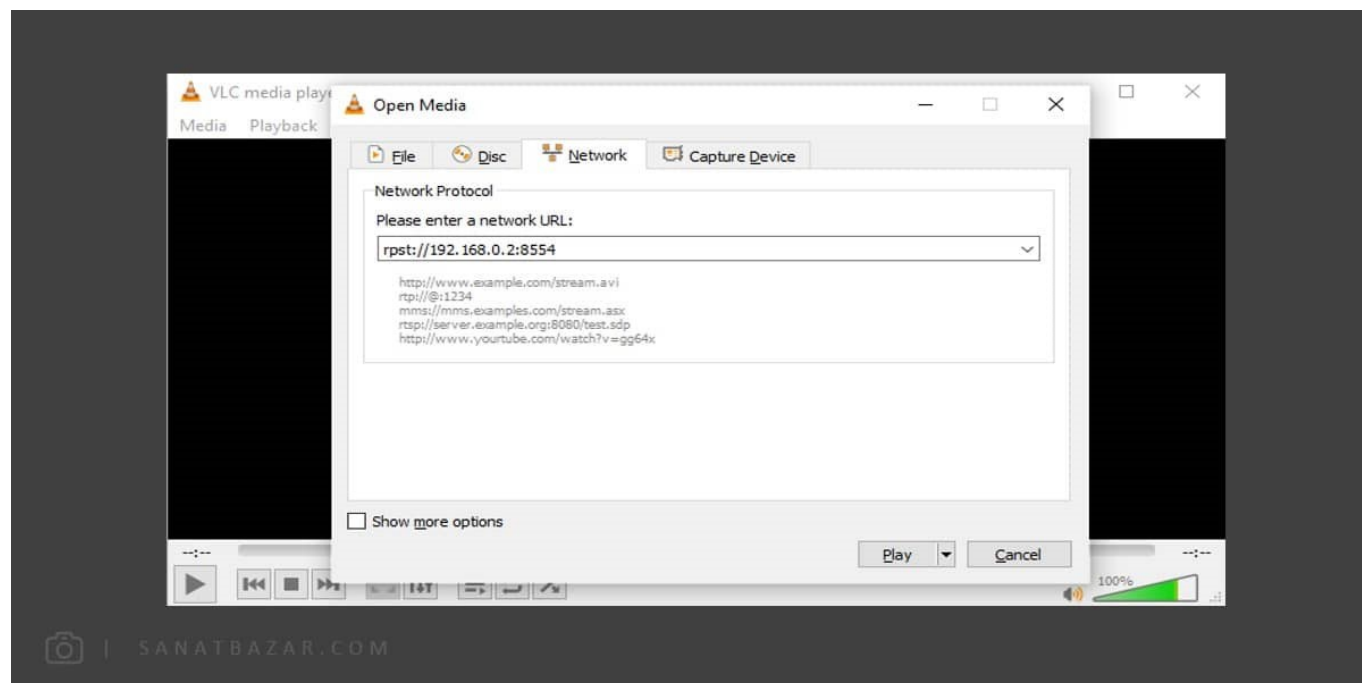 VLC media playe
Open Media
Media Playback
File Disc Network Capture Device
Network Protocol
Please enter a network URL:
rpst://192.168.0.2:8554
http://www.example.com/stream.avi
rtp://@:1234
mms://mms.examples.com/stream.asx
rtsp://server.example.org:8080/test.sdp
http://www.yourtube.com/watch?v=gg64x
Show more options
Play Cancel
--:-- --:--
100%
| SANATBAZAR.COM